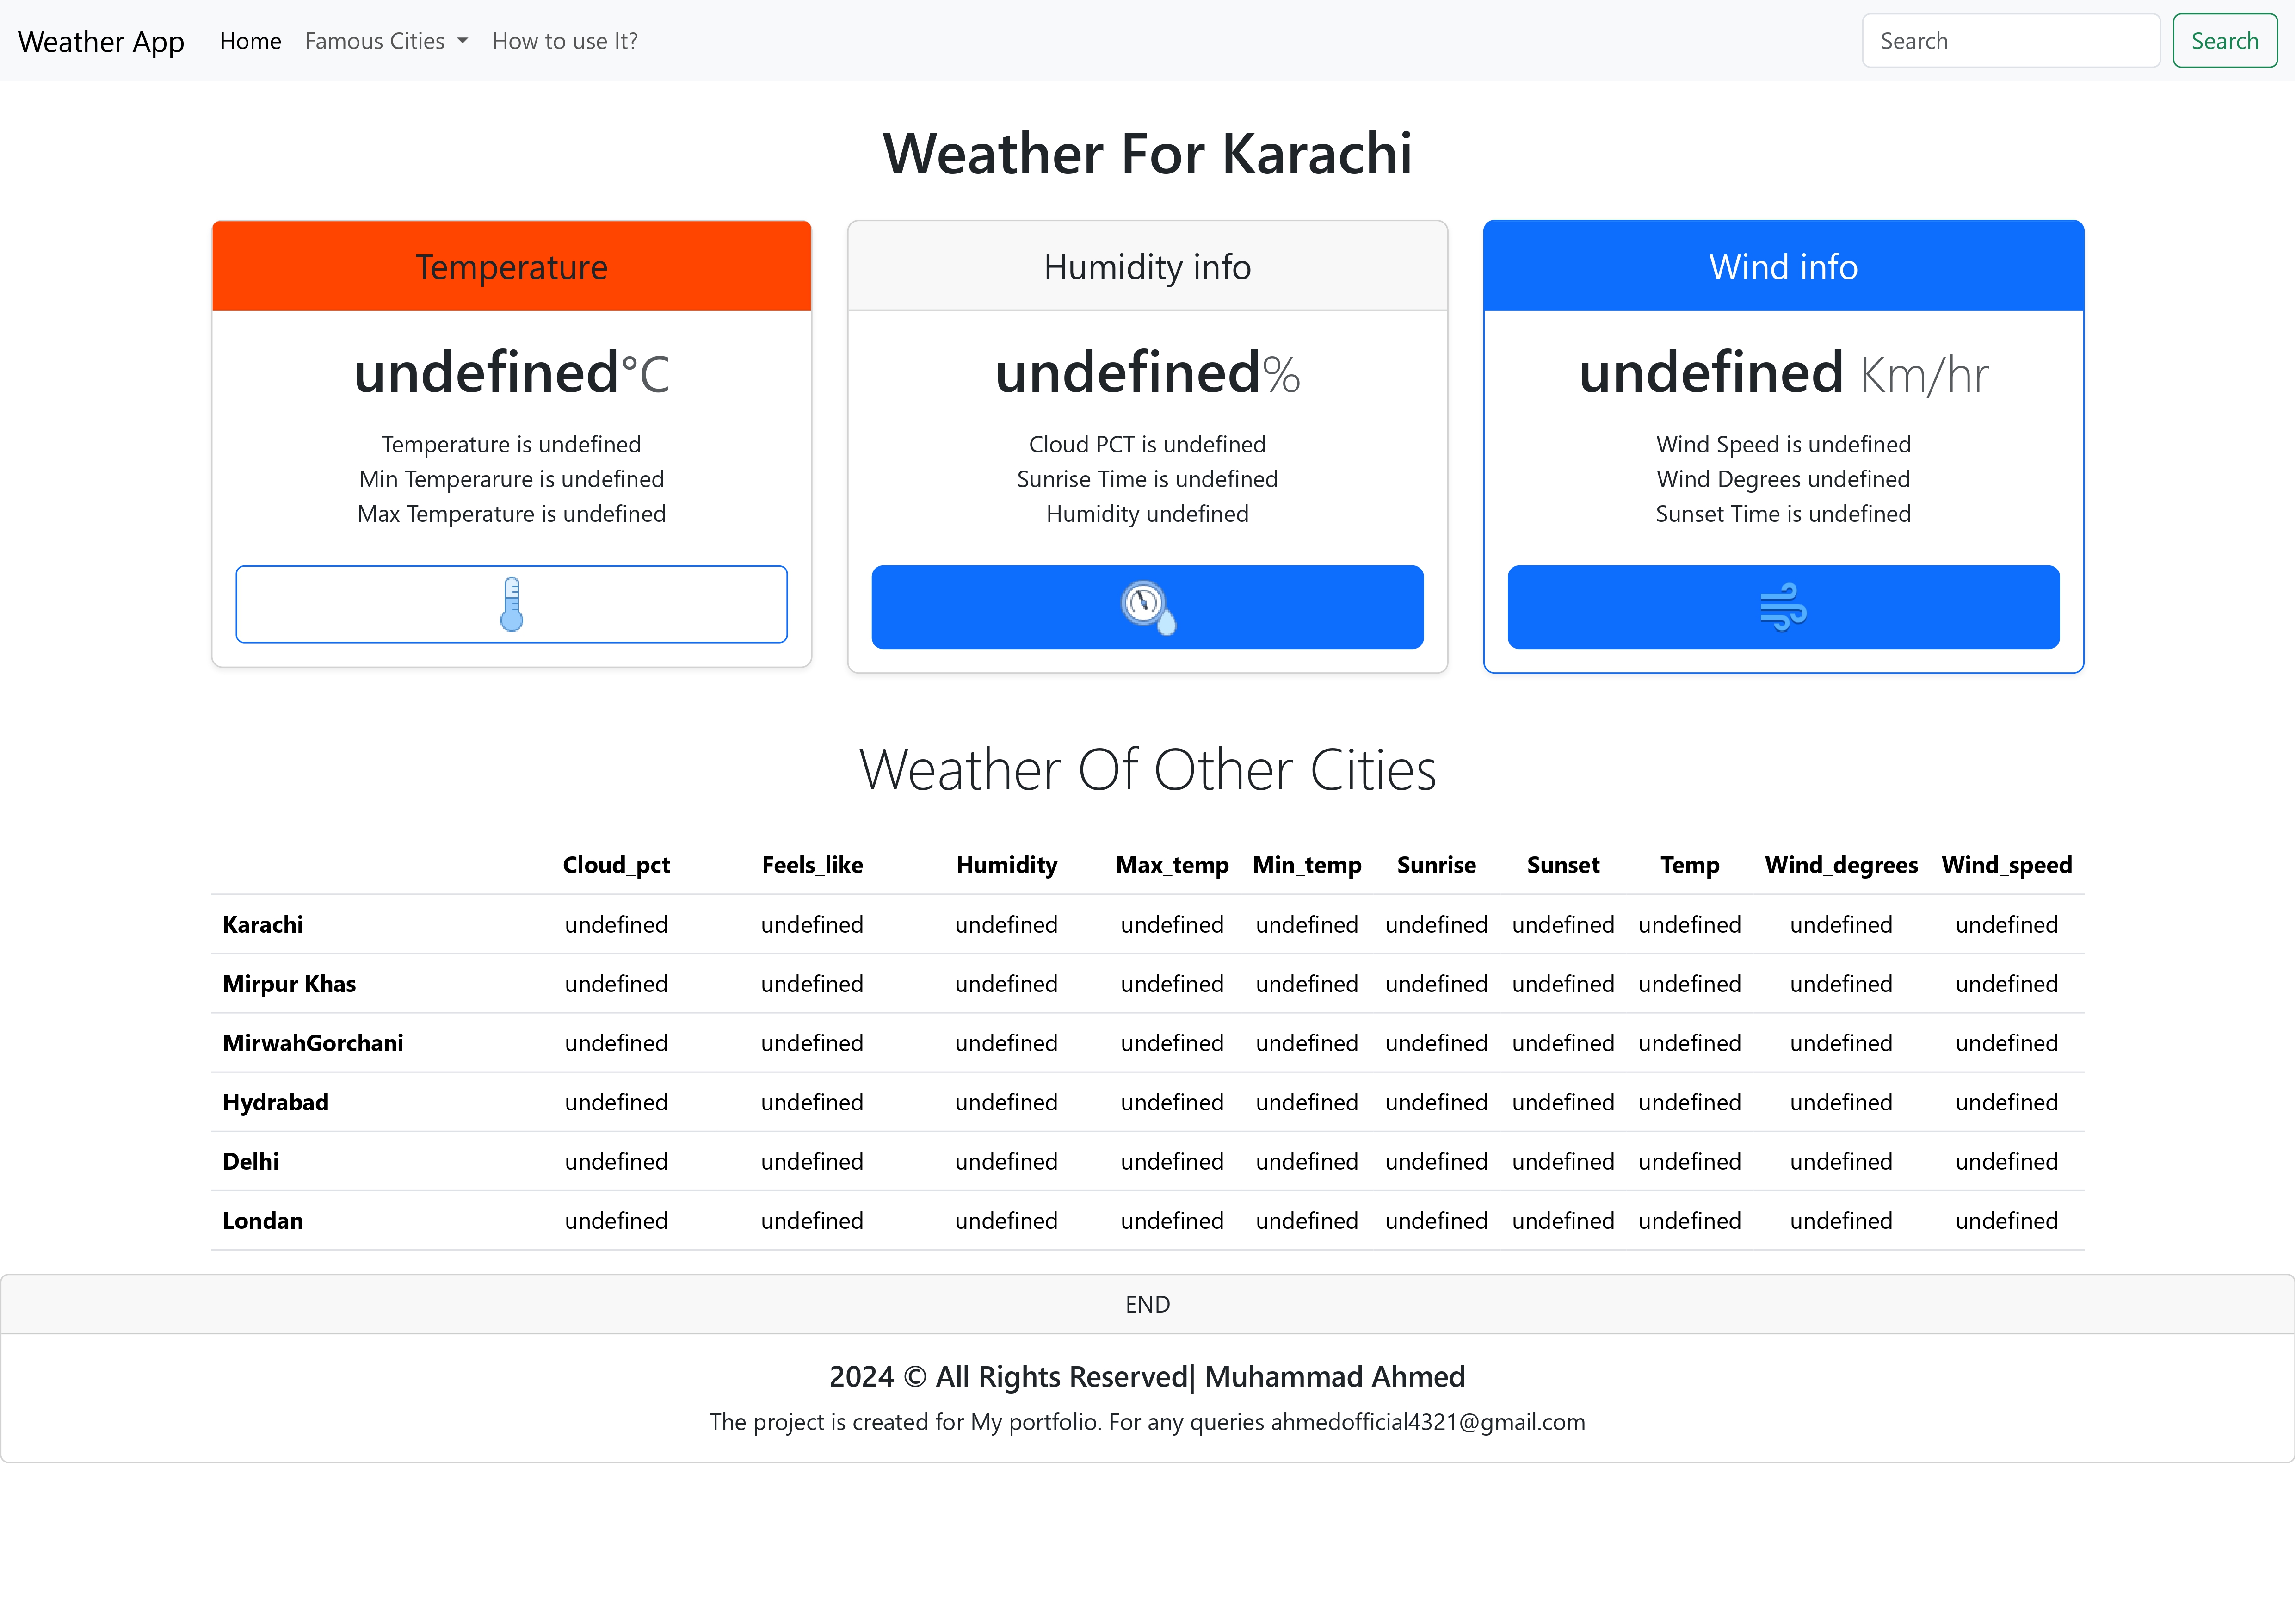 Weather App Home Famous Cities How to use It? Search Search
Weather For Karachi
Temperature
undefined°C
Temperature is undefined
Min Temperarure is undefined
Max Temperature is undefined
Humidity info
undefined%
Cloud PCT is undefined
Sunrise Time is undefined
Humidity undefined
Wind info
undefined Km/hr
Wind Speed is undefined
Wind Degrees undefined
Sunset Time is undefined
Weather Of Other Cities
Cloud_pct Feels_like Humidity Max_temp Min_temp Sunrise Sunset Temp Wind_degrees Wind_speed
Karachi undefined undefined undefined undefined undefined undefined undefined undefined undefined undefined
Mirpur Khas undefined undefined undefined undefined undefined undefined undefined undefined undefined undefined
MirwahGorchani undefined undefined undefined undefined undefined undefined undefined undefined undefined undefined
Hydrabad undefined undefined undefined undefined undefined undefined undefined undefined undefined undefined
Delhi undefined undefined undefined undefined undefined undefined undefined undefined undefined undefined
Londan undefined undefined undefined undefined undefined undefined undefined undefined undefined undefined
END
2024 © All Rights Reserved| Muhammad Ahmed
The project is created for My portfolio. For any queries ahmedofficial4321@gmail.com